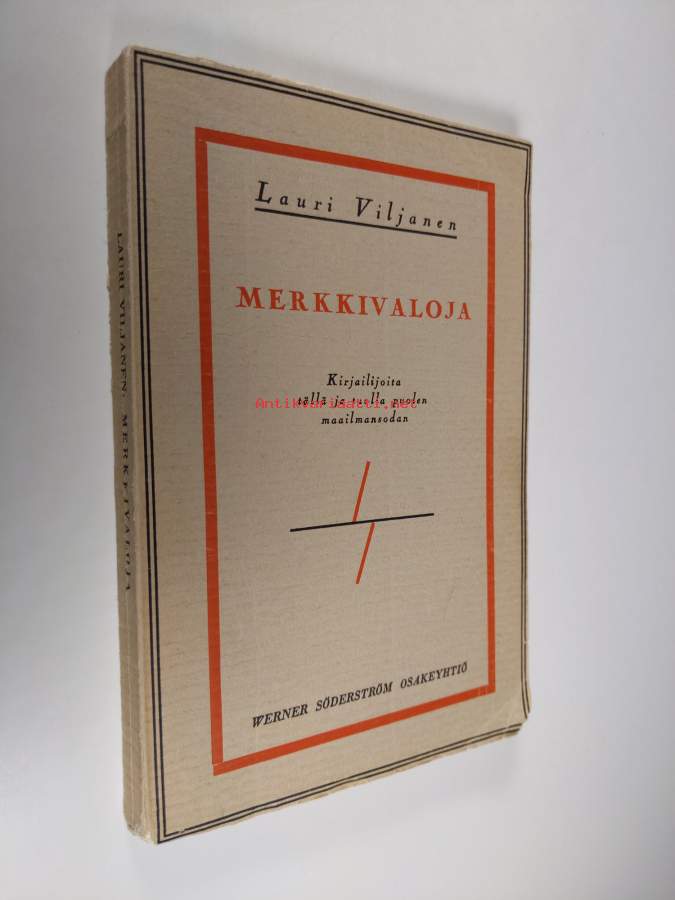 Lauri Viljanen
MERKKIVALOJA
Kirjailijoita
tällä ja tuolla puolen
maailmansodan
Antikvariaatti.net
WERNER SÖDERSTRÖM OSAKEYHTIÖ
LAURI VILJANEN: MERKKIVALOJA